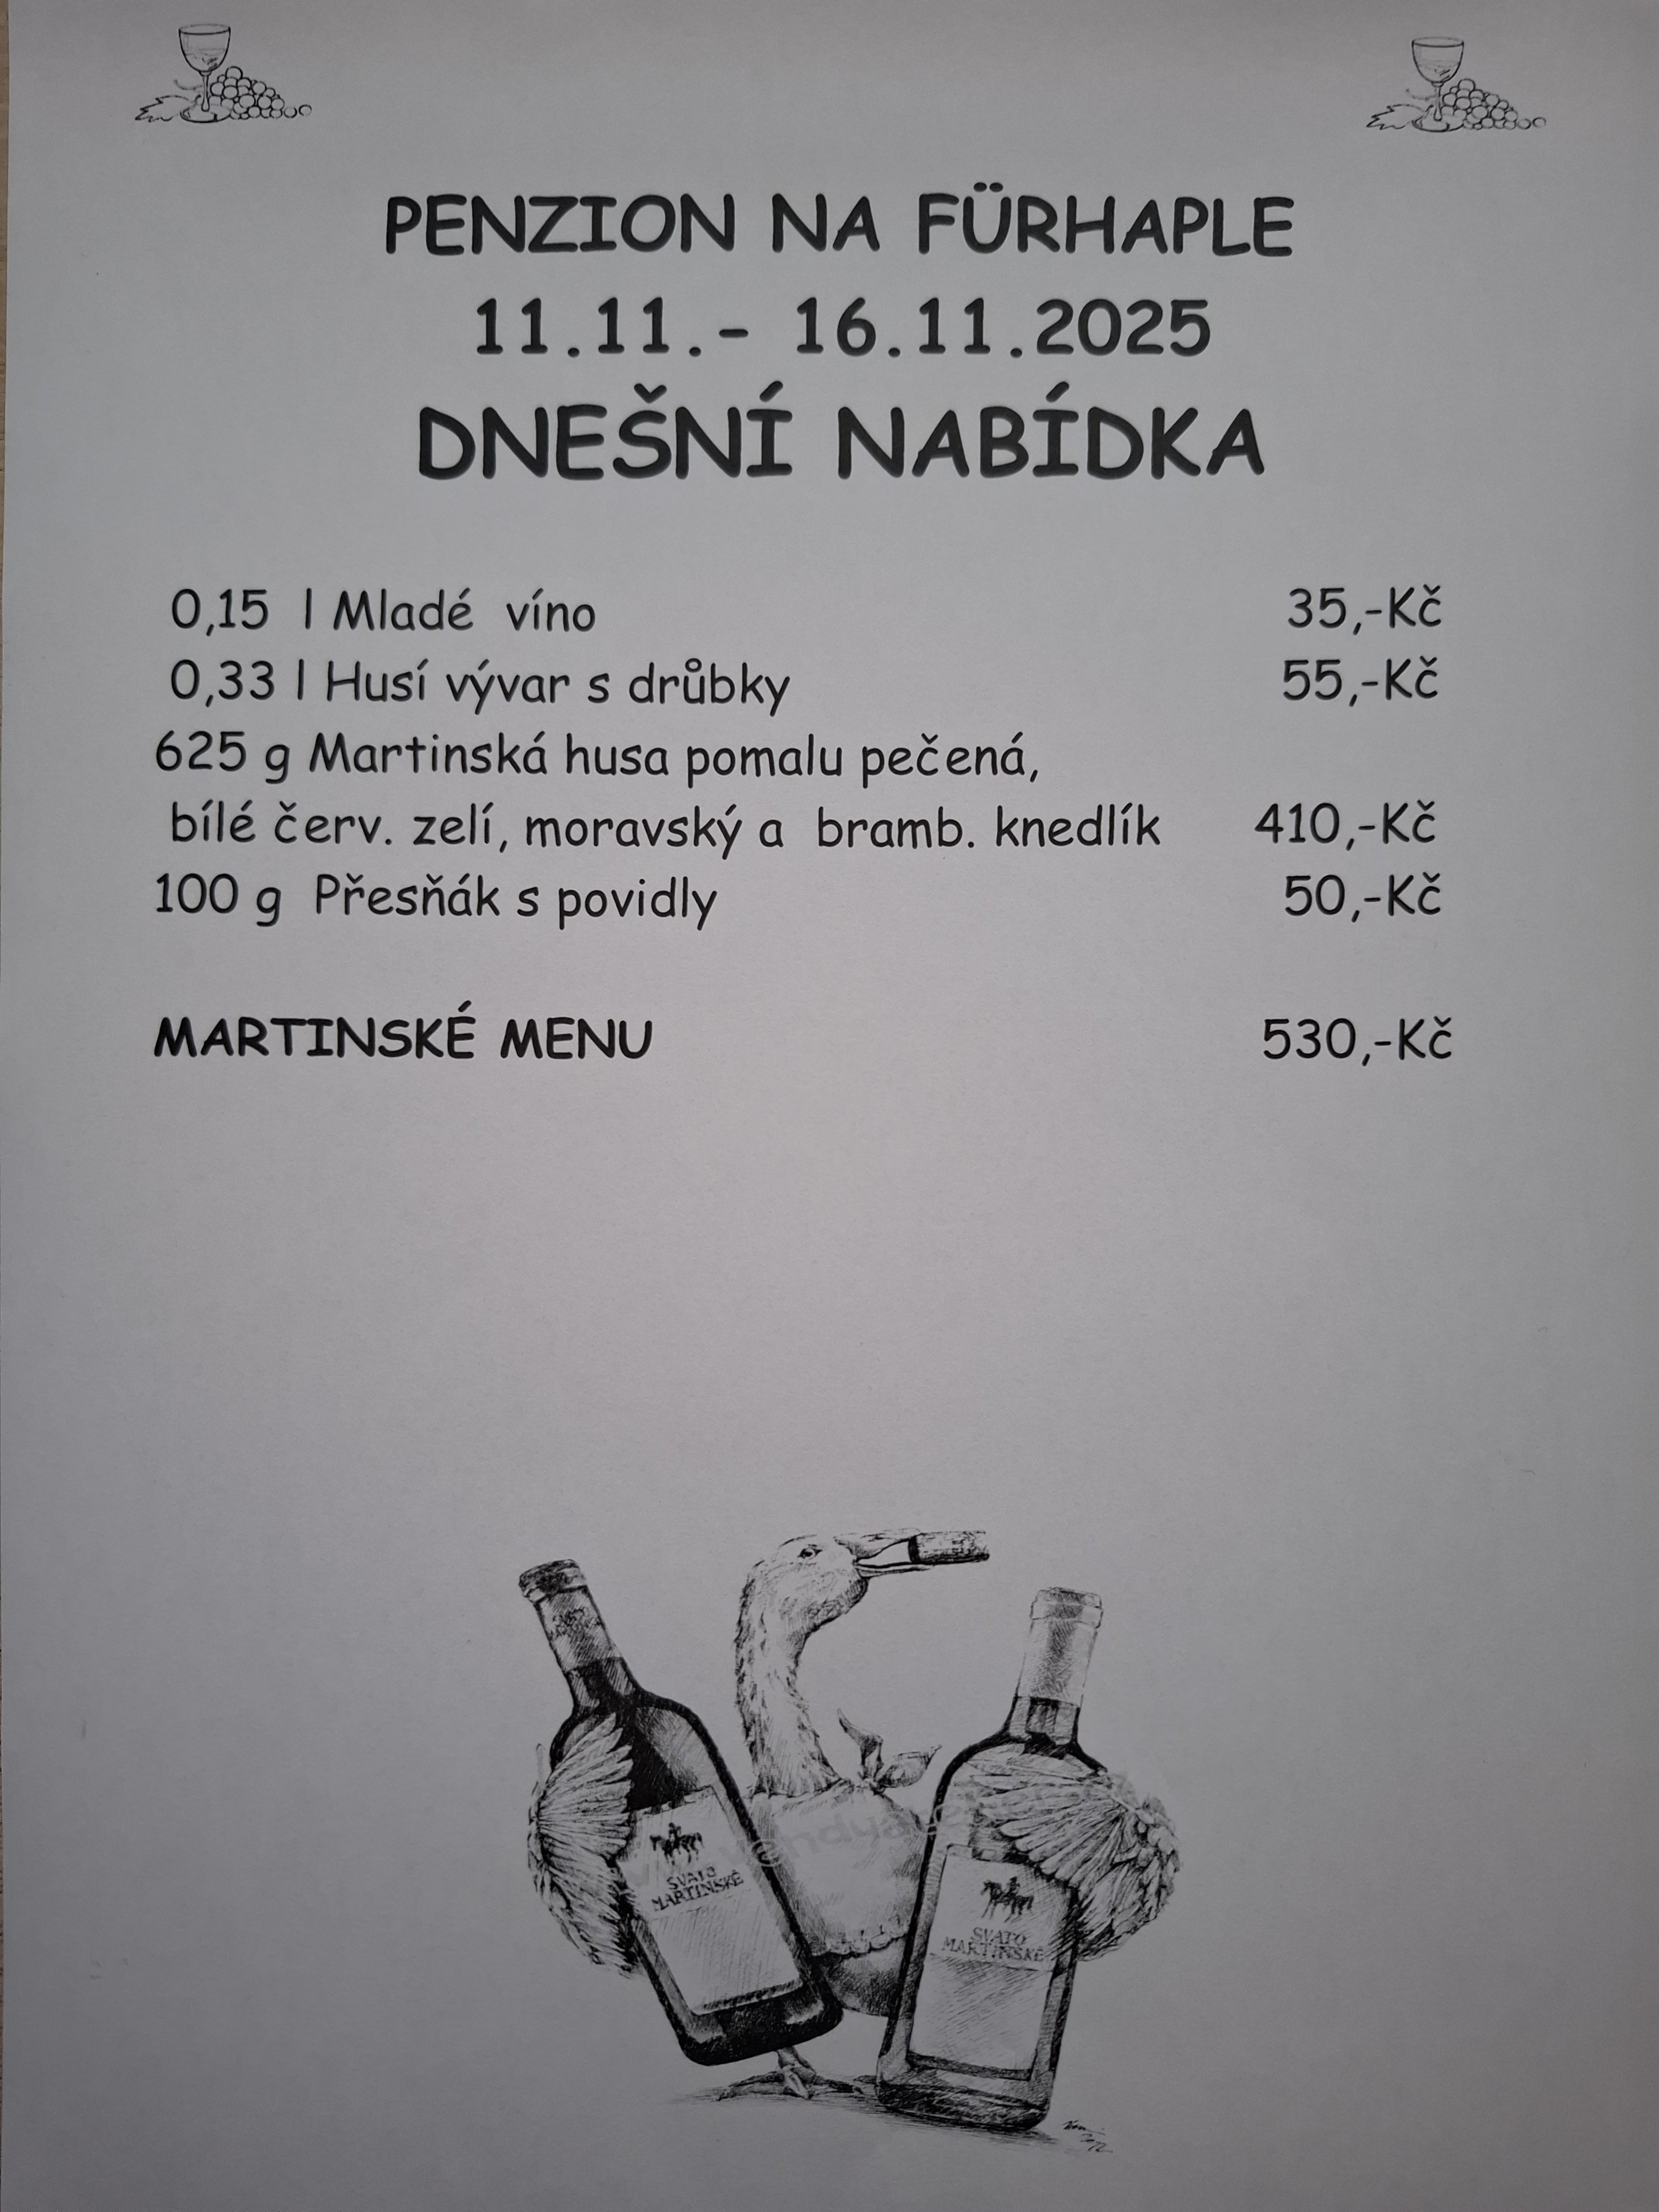 PENZION NA FÜRHAPLE
11.11.- 16.11.2025
DNEŠNÍ NABÍDKA
0,15 l Mladé víno 35,-Kč
0,33 l Husí vývar s drůbky 55,-Kč
625 g Martinská husa pomalu pečená,
bílé červ. zelí, moravský a bramb. knedlík 410,-Kč
100 g Přesňák s povidly 50,-Kč
MARTINSKÉ MENU 530,-Kč
SVATO
MARTINSKÉ
SVATO
MARTINSKÉ